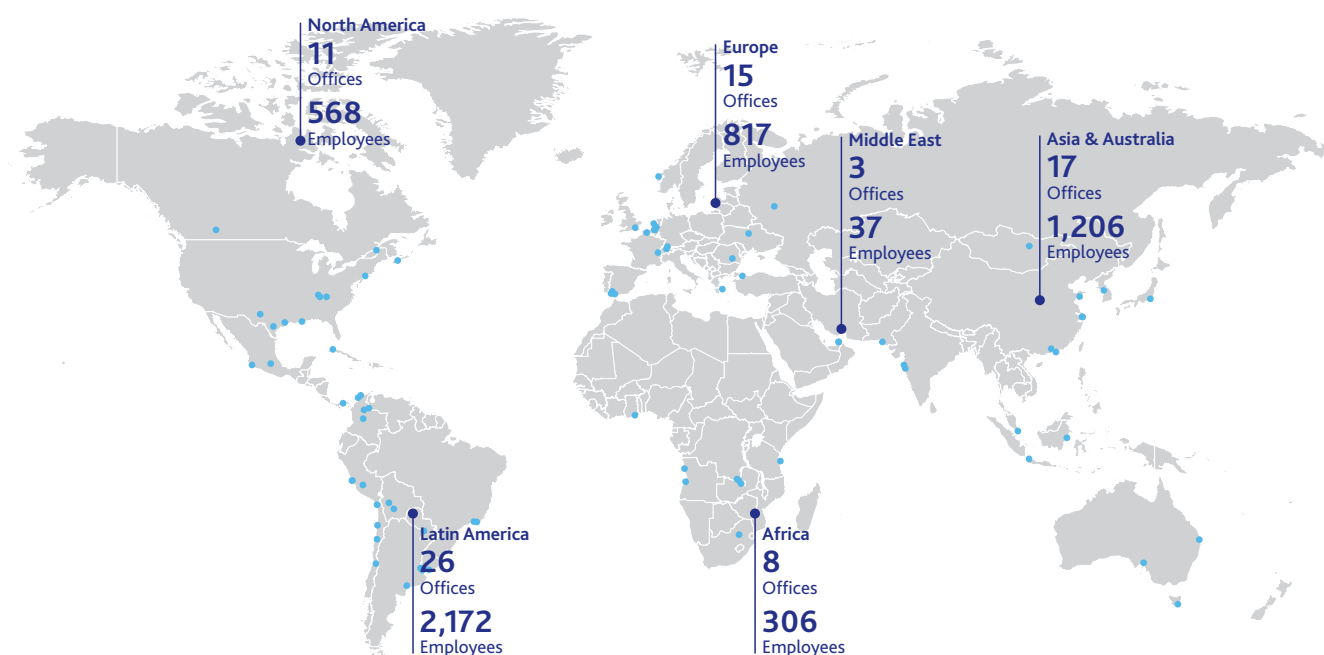 North America
11
Offices
568
Employees
Europe
15
Offices
817
Employees
Middle East
3
Offices
37
Employees
Asia & Australia
17
Offices
1,206
Employees
Latin America
26
Offices
2,172
Employees
Africa
8
Offices
306
Employees